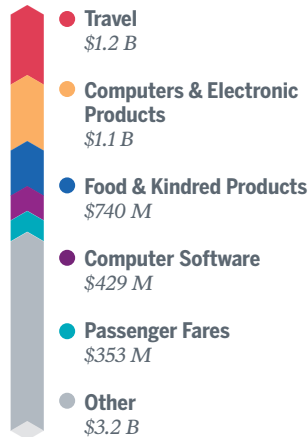 Travel
$1.2 B
Computers & Electronic
Products
$1.1 B
Food & Kindred Products
$740 M
Computer Software
$429 M
Passenger Fares
$353 M
Other
$3.2 B